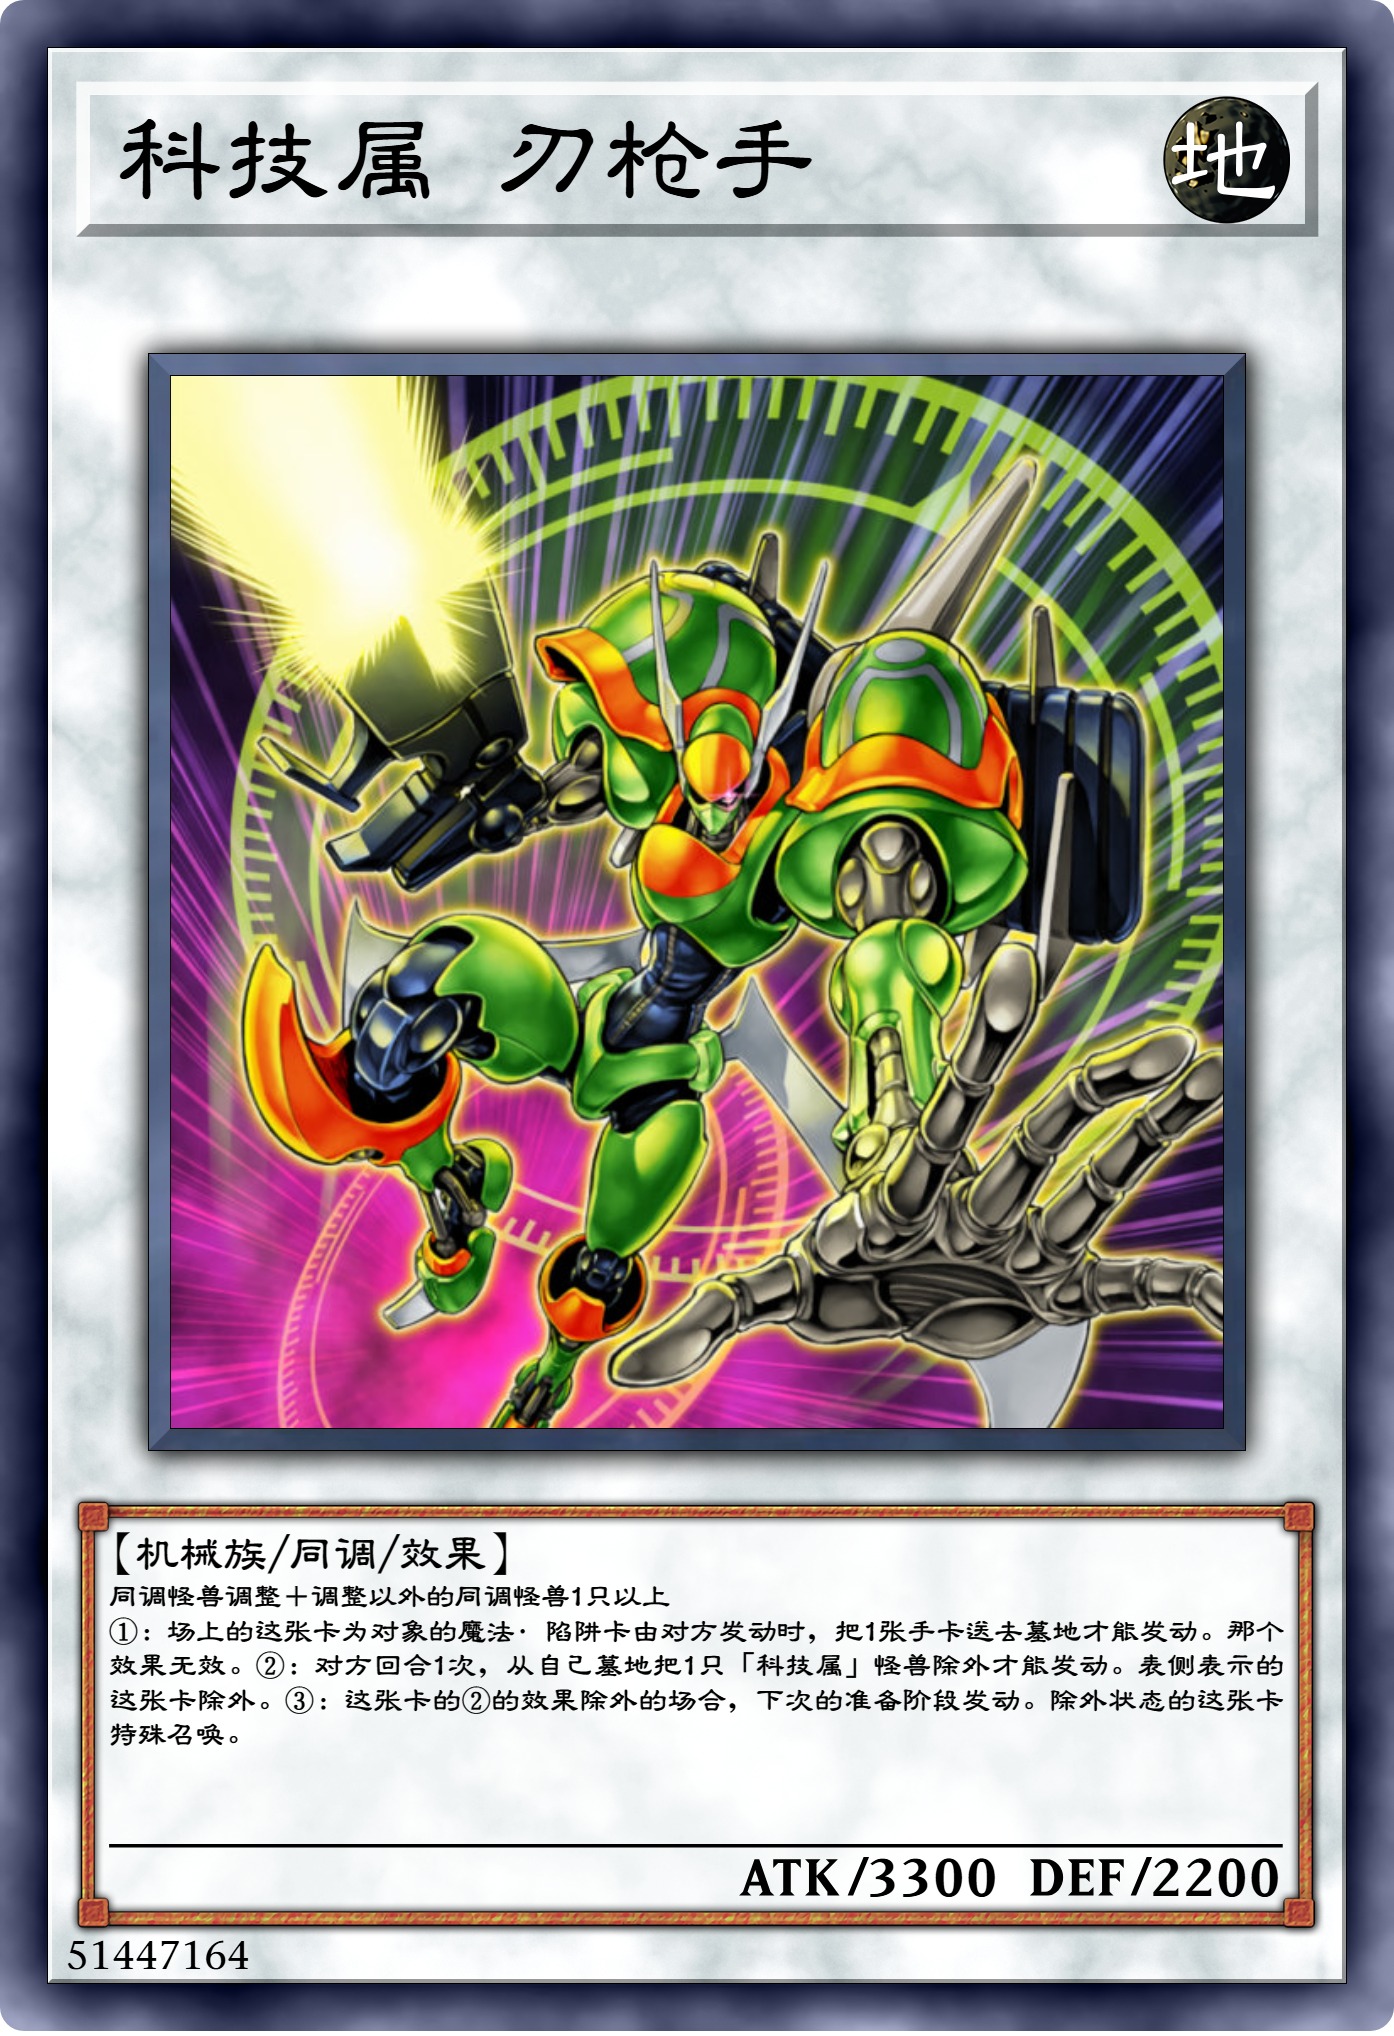 科技属 刃枪手
地
【机械族/同调/效果】
同调怪兽调整＋调整以外的同调怪兽1只以上
①：场上的这张卡为对象的魔法·陷阱卡由对方发动时，把1张手卡送去墓地才能发动。那个
效果无效。②：对方回合1次，从自己墓地把1只「科技属」怪兽除外才能发动。表侧表示的
这张卡除外。③：这张卡的②的效果除外的场合，下次的准备阶段发动。除外状态的这张卡
特殊召唤。
ATK/3300 DEF/2200
51447164